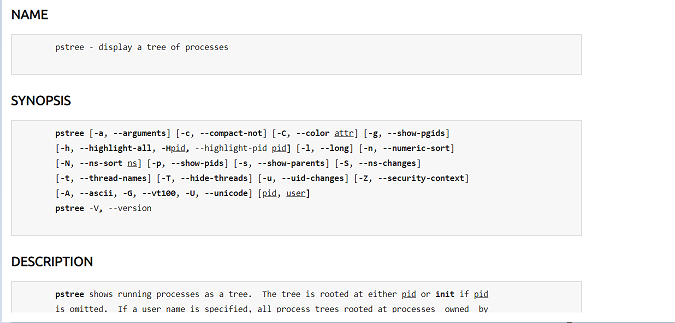 NAME
pstree - display a tree of processes
SYNOPSIS
pstree [-a, --arguments] [-c, --compact-not] [-C, --color attr] [-g, --show-pgids]
[-h, --highlight-all, -Hpid, --highlight-pid pid] [-l, --long] [-n, --numeric-sort]
[-N, --ns-sort ns] [-p, --show-pids] [-s, --show-parents] [-S, --ns-changes]
[-t, --thread-names] [-T, --hide-threads] [-u, --uid-changes] [-Z, --security-context]
[-A, --ascii, -G, --vt100, -U, --unicode] [pid, user]
pstree -V, --version
DESCRIPTION
pstree shows running processes as a tree. The tree is rooted at either pid or init if pid
is omitted. If a user name is specified, all process trees rooted at processes owned by